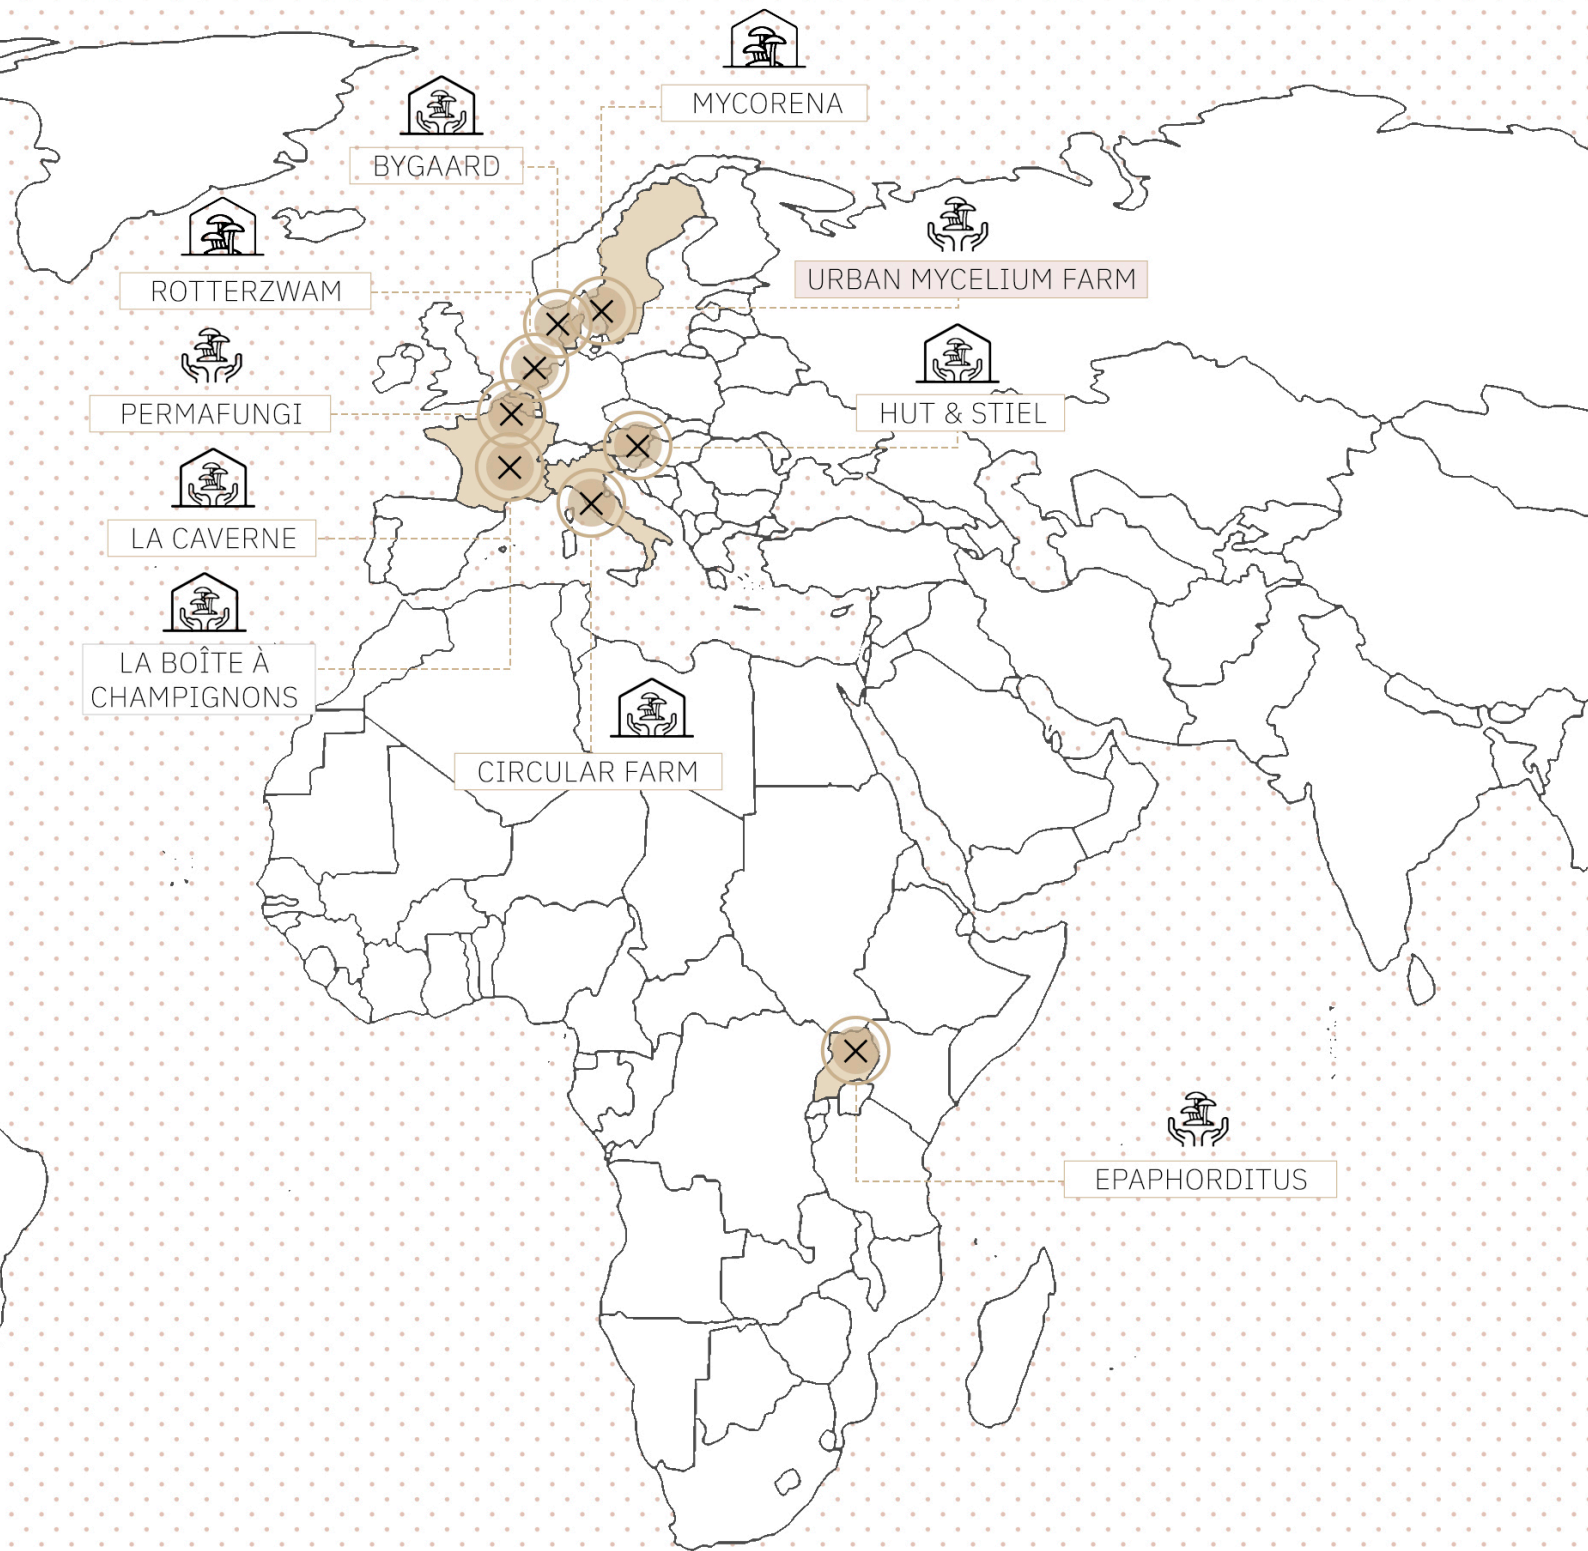 MYCORENA
BYGAARD
ROTTERZWAM
URBAN MYCELIUM FARM
PERMAFUNGI
HUT & STIEL
LA CAVERNE
LA BOÎTE À
CHAMPIGNONS
CIRCULAR FARM
EPAPHORDITUS